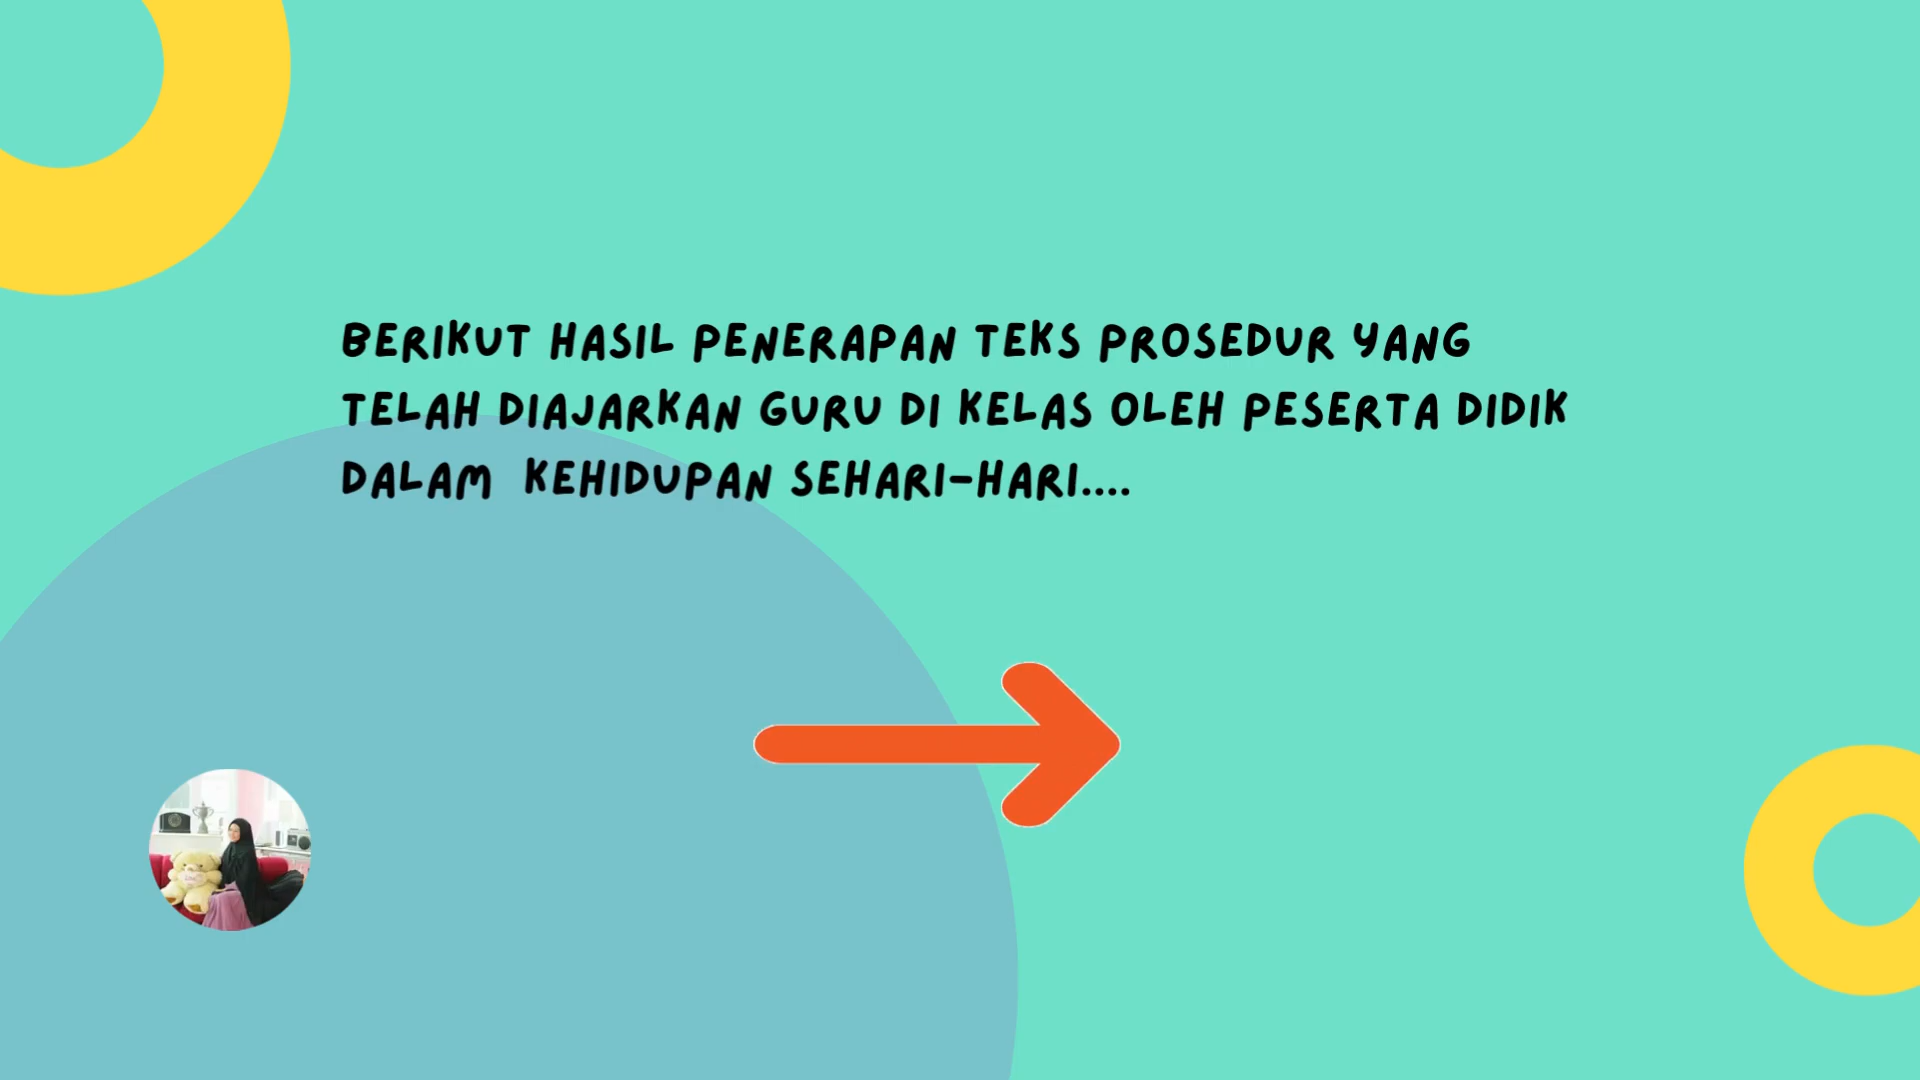 BERIKUT HASIL PENERAPAN TEKS PROSEDUR YANG
TELAH DIAJARKAN GURU DI KELAS OLEH PESERTA DIDIK
DALAM  KEHIDUPAN SEHARI-HARI....